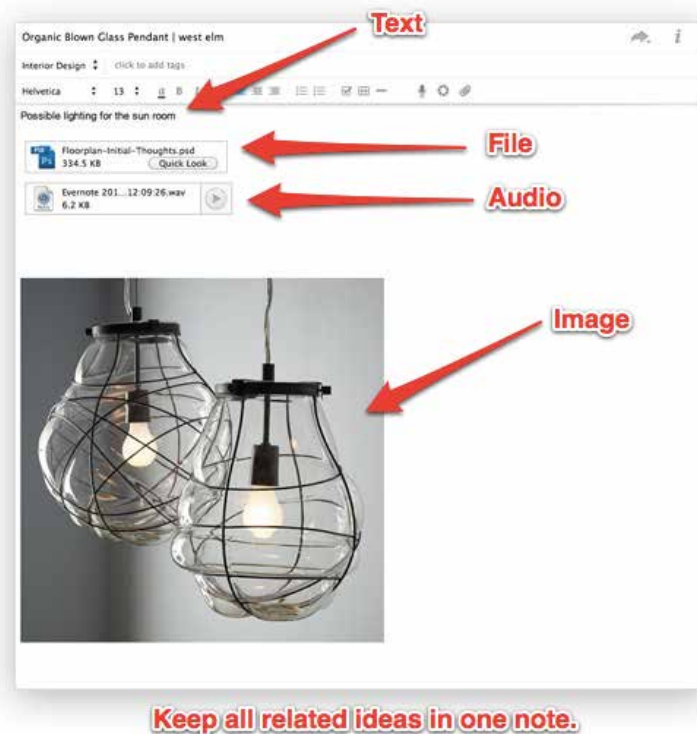 Text
Organic Blown Glass Pendant | west elm
Interior Design click to add tags
Helvetica 13 a B
Possible lighting for the sun room
Floorplan-Initial-Thoughts.psd
334.5 KB Quick Look
File
Evernote 201...12:09:26.wav
6.2 KB
Audio
Image
Keep all related ideas in one note.